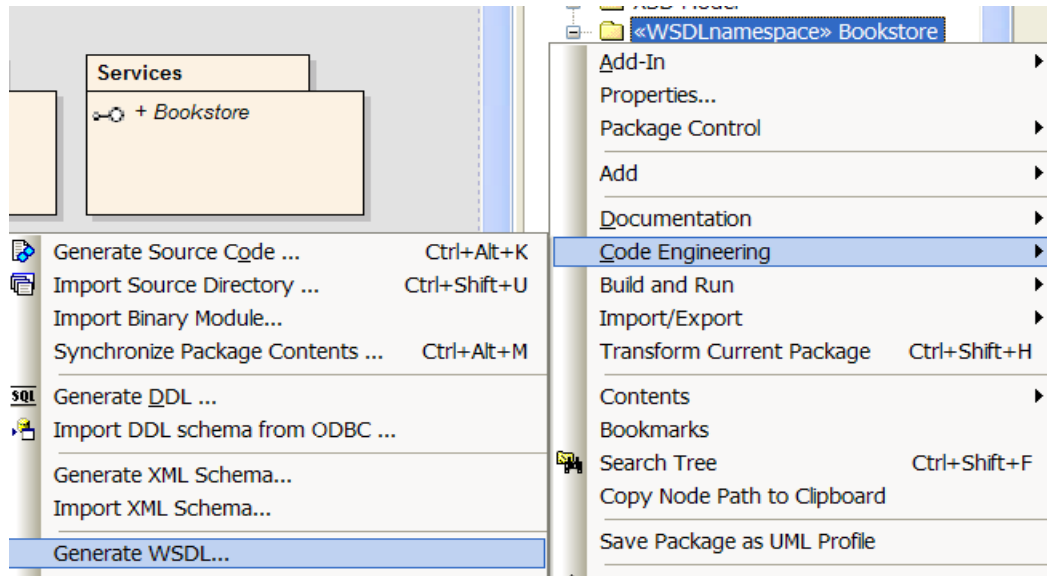 XSD Model
«WSDLnamespace» Bookstore
Services
+ Bookstore
Add-In
Properties...
Package Control
Add
Documentation
Code Engineering
Build and Run
Import/Export
Transform Current Package Ctrl+Shift+H
Contents
Bookmarks
Search Tree Ctrl+Shift+F
Copy Node Path to Clipboard
Save Package as UML Profile
Generate Source Code ... Ctrl+Alt+K
Import Source Directory ... Ctrl+Shift+U
Import Binary Module...
Synchronize Package Contents ... Ctrl+Alt+M
SQL Generate DDL ...
Import DDL schema from ODBC ...
Generate XML Schema...
Import XML Schema...
Generate WSDL...